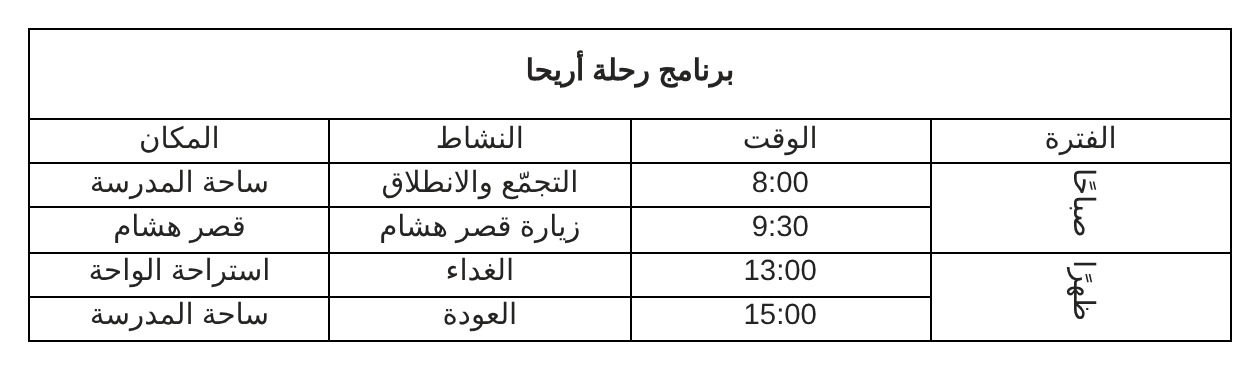 برنامج رحلة أريحا
الفترة الوقت النشاط المكان
صباحًا 8:00 التجمّع والانطلاق ساحة المدرسة
9:30 زيارة قصر هشام قصر هشام
ظهرًا 13:00 الغداء استراحة الواحة
15:00 العودة ساحة المدرسة